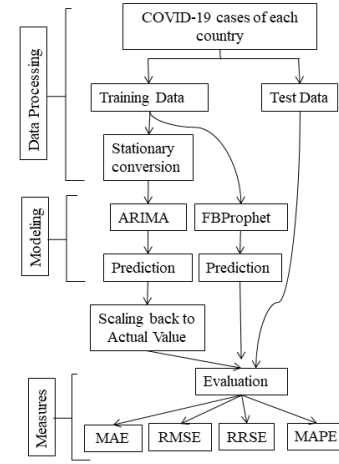 COVID-19 cases of each
country
Data Processing
Training Data
Test Data
Stationary
conversion
Modeling
ARIMA
FBProphet
Prediction
Prediction
Scaling back to
Actual Value
Measures
Evaluation
MAE
RMSE
RRSE
MAPE